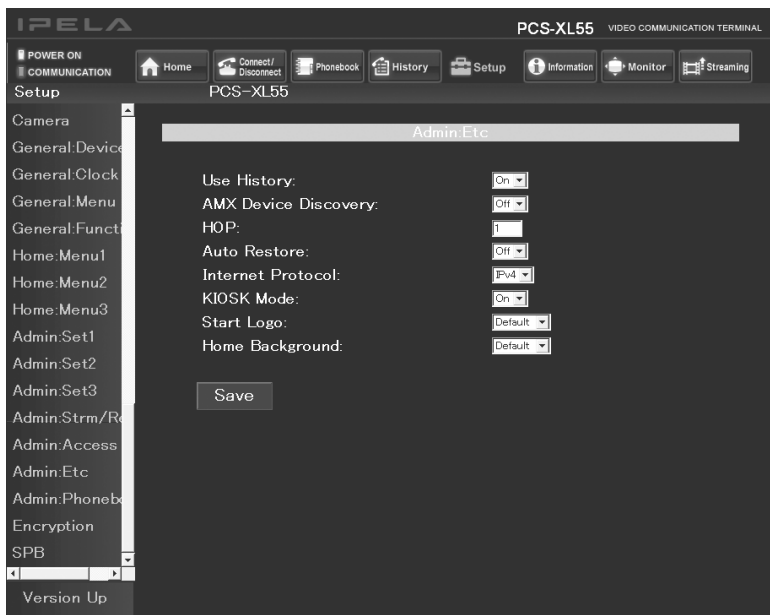 IPELA
PCS-XL55 VIDEO COMMUNICATION TERMINAL
POWER ON
COMMUNICATION
Home
Connect/
Disconnect
Phonebook
History
Setup
Information
Monitor
Streaming
Setup
PCS-XL55
Camera
General:Device
General:Clock
General:Menu
General:Functi
Home:Menu1
Home:Menu2
Home:Menu3
Admin:Set1
Admin:Set2
Admin:Set3
Admin:Strm/Re
Admin:Access
Admin:Etc
Admin:Phonebo
Encryption
SPB
Version Up
Admin:Etc
Use History: On
AMX Device Discovery: Off
HOP: 1
Auto Restore: Off
Internet Protocol: IPv4
KIOSK Mode: On
Start Logo: Default
Home Background: Default
Save